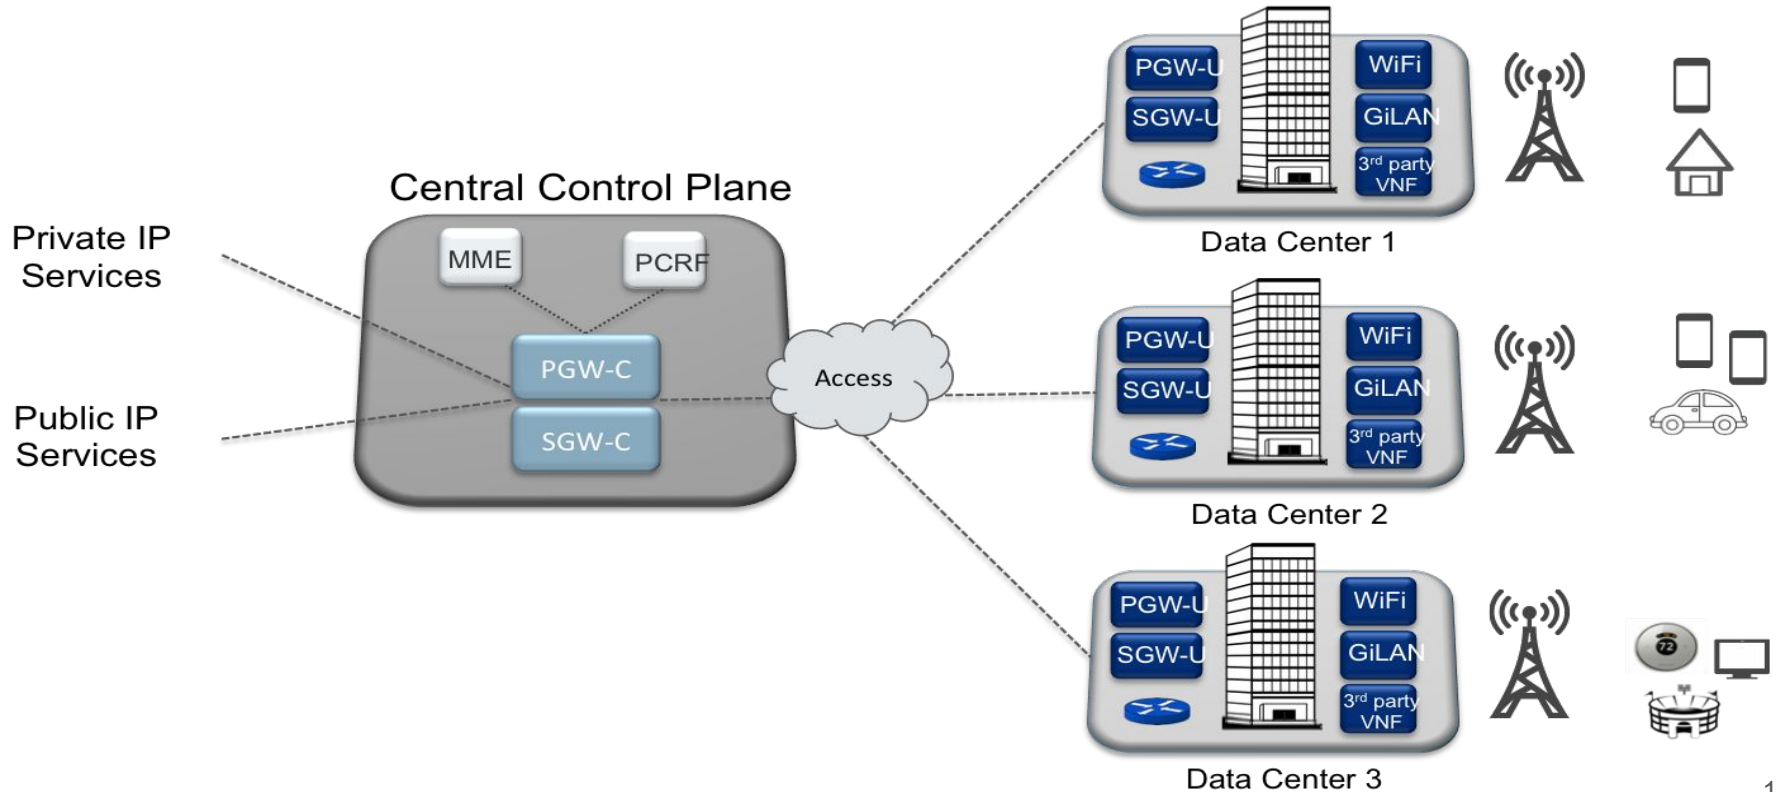 Central Control Plane
Private IP
Services
Public IP
Services
MME
PCRF
PGW-C
SGW-C
Access
PGW-U
SGW-U
WiFi
GiLAN
3rd party
VNF
Data Center 1
PGW-U
SGW-U
WiFi
GiLAN
3rd party
VNF
Data Center 2
PGW-U
SGW-U
WiFi
GiLAN
3rd party
VNF
Data Center 3
72
1